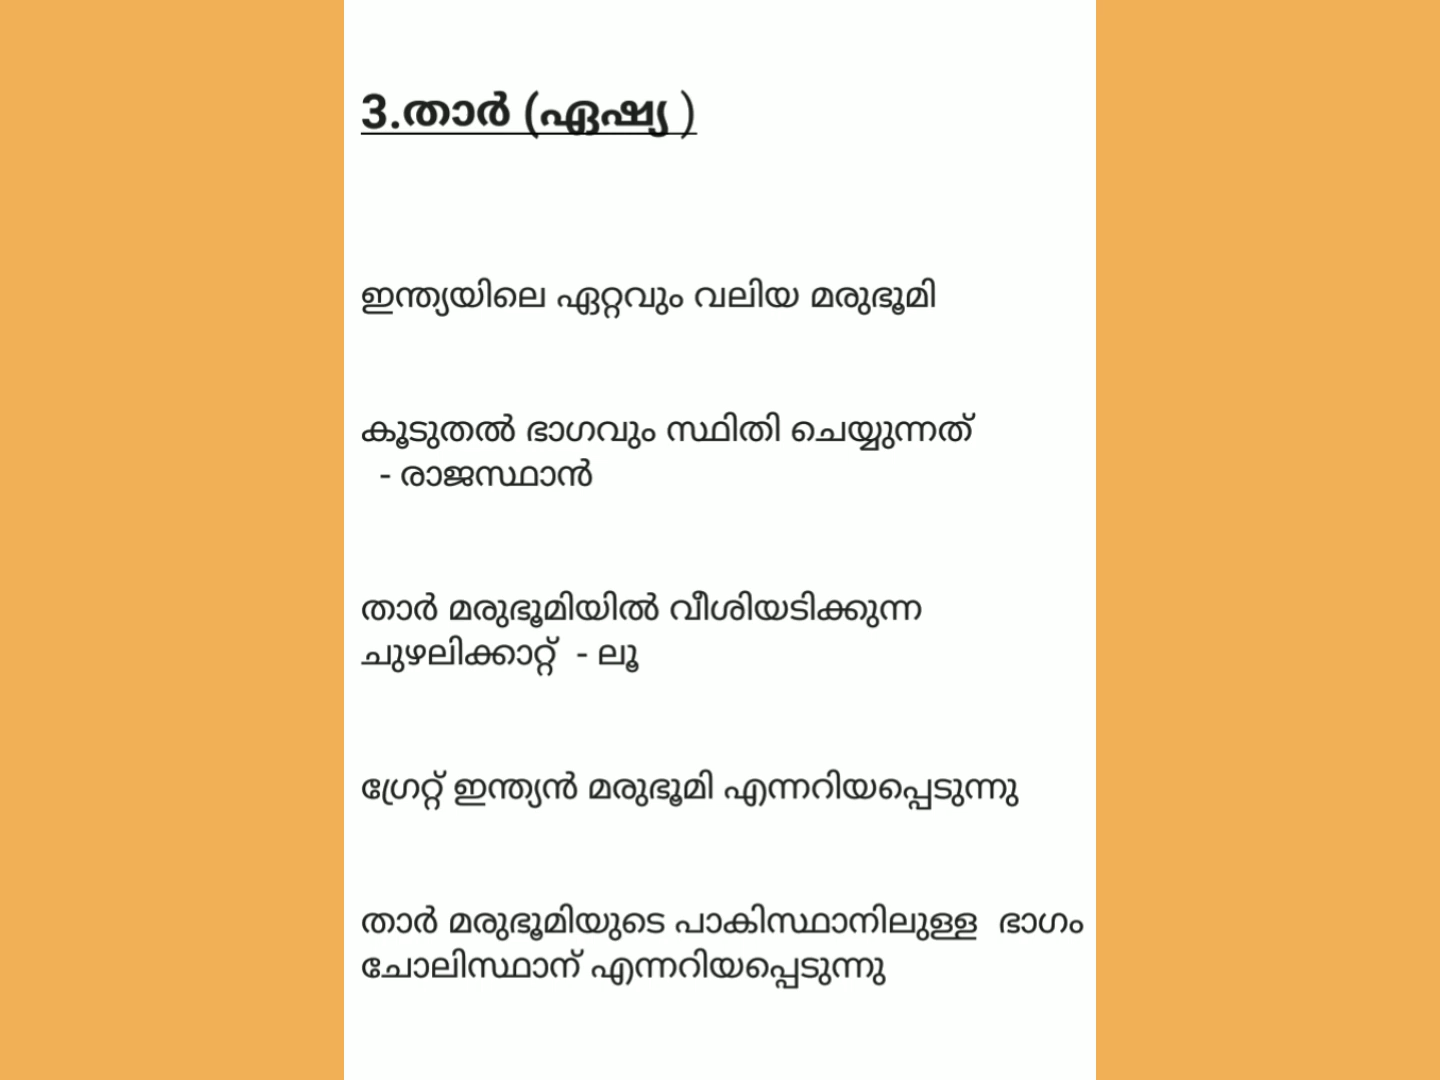 3.താർ (ഏഷ്യ )
ഇന്ത്യയിലെ ഏറ്റവും വലിയ മരുഭൂമി
കൂടുതൽ ഭാഗവും സ്ഥിതി ചെയ്യുന്നത്
- രാജസ്ഥാൻ
താർ മരുഭൂമിയിൽ വീശിയടിക്കുന്ന
ചുഴലിക്കാറ്റ് - ലൂ
ഗ്രേറ്റ് ഇന്ത്യൻ മരുഭൂമി എന്നറിയപ്പെടുന്നു
താർ മരുഭൂമിയുടെ പാകിസ്ഥാനിലുള്ള ഭാഗം
ചോലിസ്ഥാന് എന്നറിയപ്പെടുന്നു